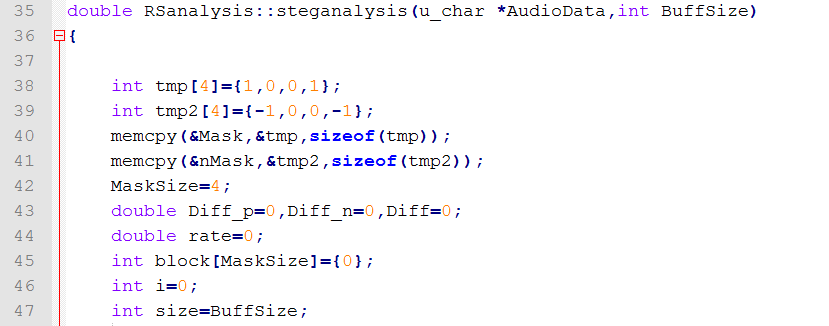 35 double RSanalysis::steganalysis(u_char *AudioData,int BuffSize)
36 {
37
38 int tmp[4]={1,0,0,1};
39 int tmp2[4]={-1,0,0,-1};
40 memcpy(&Mask,&tmp,sizeof(tmp));
41 memcpy(&nMask,&tmp2,sizeof(tmp2));
42 MaskSize=4;
43 double Diff_p=0,Diff_n=0,Diff=0;
44 double rate=0;
45 int block[MaskSize]={0};
46 int i=0;
47 int size=BuffSize;